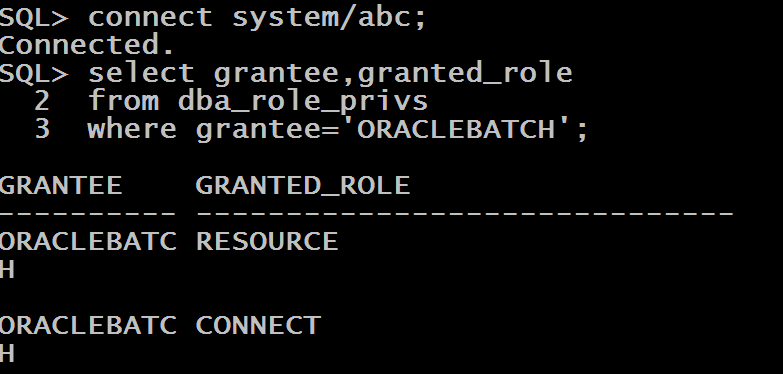 SQL> connect system/abc;
Connected.
SQL> select grantee,granted_role
  2  from dba_role_privs
  3  where grantee='ORACLEBATCH';
GRANTEE    GRANTED_ROLE
---------- ------------------------------
ORACLEBATC RESOURCE
H
ORACLEBATC CONNECT
H